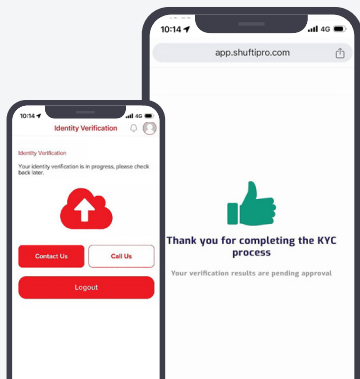 10:14
4G
app.shuftipro.com
Thank you for completing the KYC
process
Your verification results are pending approval
10:14
4G
Identity Verification
Identity Verification
Your identity verification is in progress, please check
back later.
Contact Us
Call Us
Logout